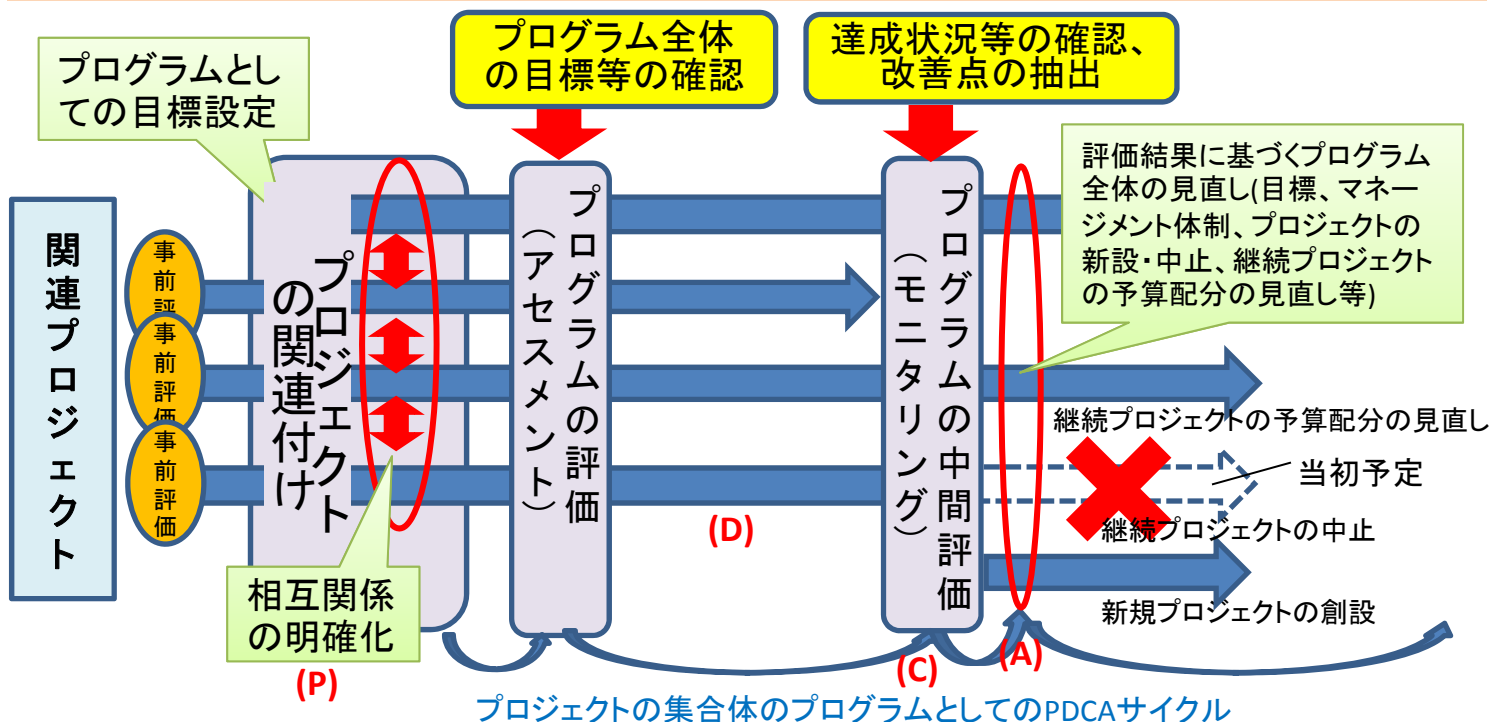 プログラム全体
の目標等の確認
達成状況等の確認、
改善点の抽出
プログラムとし
ての目標設定
評価結果に基づくプログラム
全体の見直し(目標、マネー
ジメント体制、プロジェクトの
新設・中止、継続プロジェクト
の予算配分の見直し等)
関連プロジェクト
事前評
事前評価
事前評価
プロジェクト
の関連付け
プログラムの評価
（アセスメント）
プログラムの中間評価
（モニタリング）
継続プロジェクトの予算配分の見直し
当初予定
継続プロジェクトの中止
新規プロジェクトの創設
相互関係
の明確化
(P)
(D)
(C)
(A)
プロジェクトの集合体のプログラムとしてのPDCAサイクル